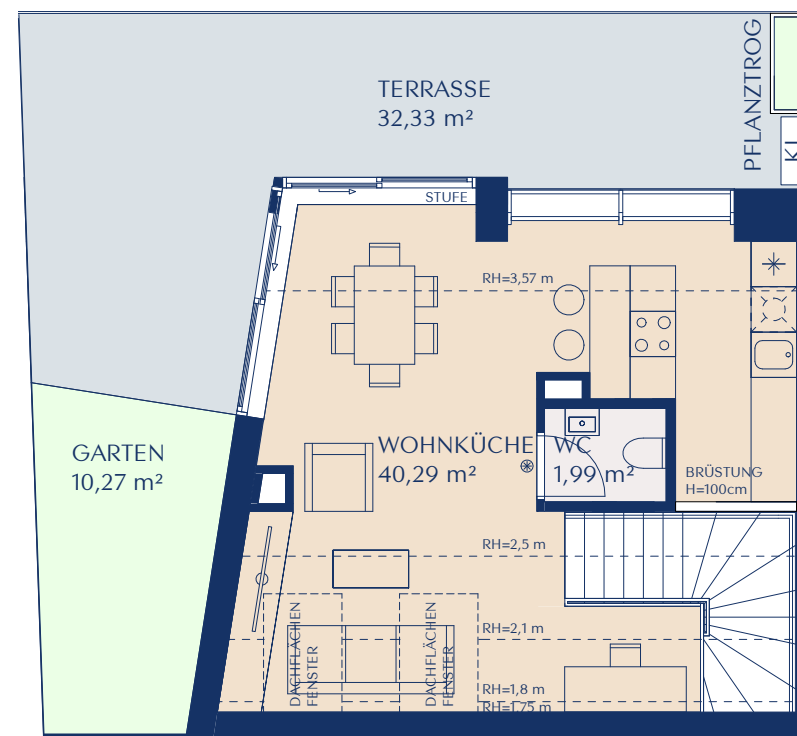 TERRASSE
32,33 m²
PFLANZTROG
STUFE
RH=3,57 m
GARTEN
10,27 m²
WOHNKÜCHE
40,29 m²
WC
1,99 m²
BRÜSTUNG
H=100cm
RH=2,5 m
DACHFLÄCHEN
FENSTER
DACHFLÄCHEN
FENSTER
RH=2,1 m
RH=1,8 m
RH=1,75 m